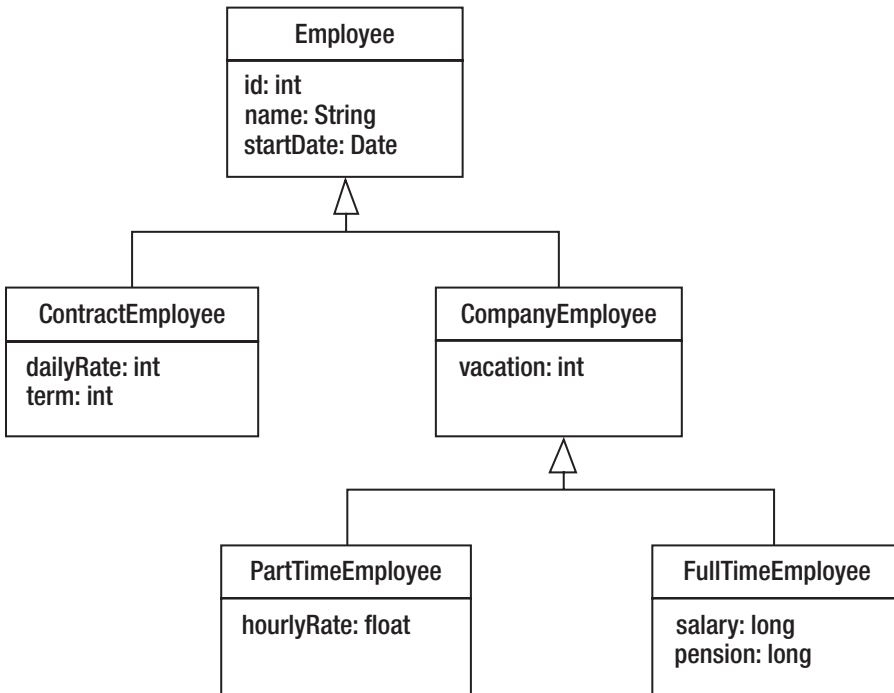 Employee
id: int
name: String
startDate: Date
ContractEmployee
dailyRate: int
term: int
CompanyEmployee
vacation: int
PartTimeEmployee
hourlyRate: float
FullTimeEmployee
salary: long
pension: long